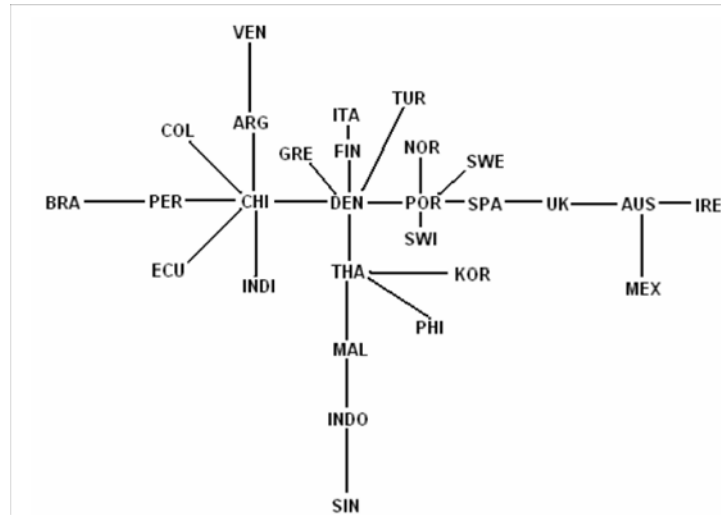 VEN
TUR
ITA
COL
ARG
GRE
FIN
NOR
SWE
BRA
PER
CHI
DEN
POR
SPA
UK
AUS
IRE
SWI
ECU
INDI
THA
KOR
MEX
PHI
MAL
INDO
SIN